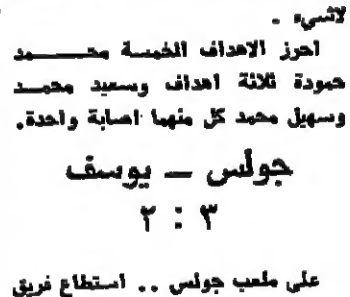 لاشيء .
احرز الاهداف الخمسة محمد
حمودة ثلاثة اهداف وسعيد محمد
وسهيل محمد كل منهما اصابة واحدة.
جولس – يوسف
٣ : ٢
على ملعب جولس .. استطاع فريق